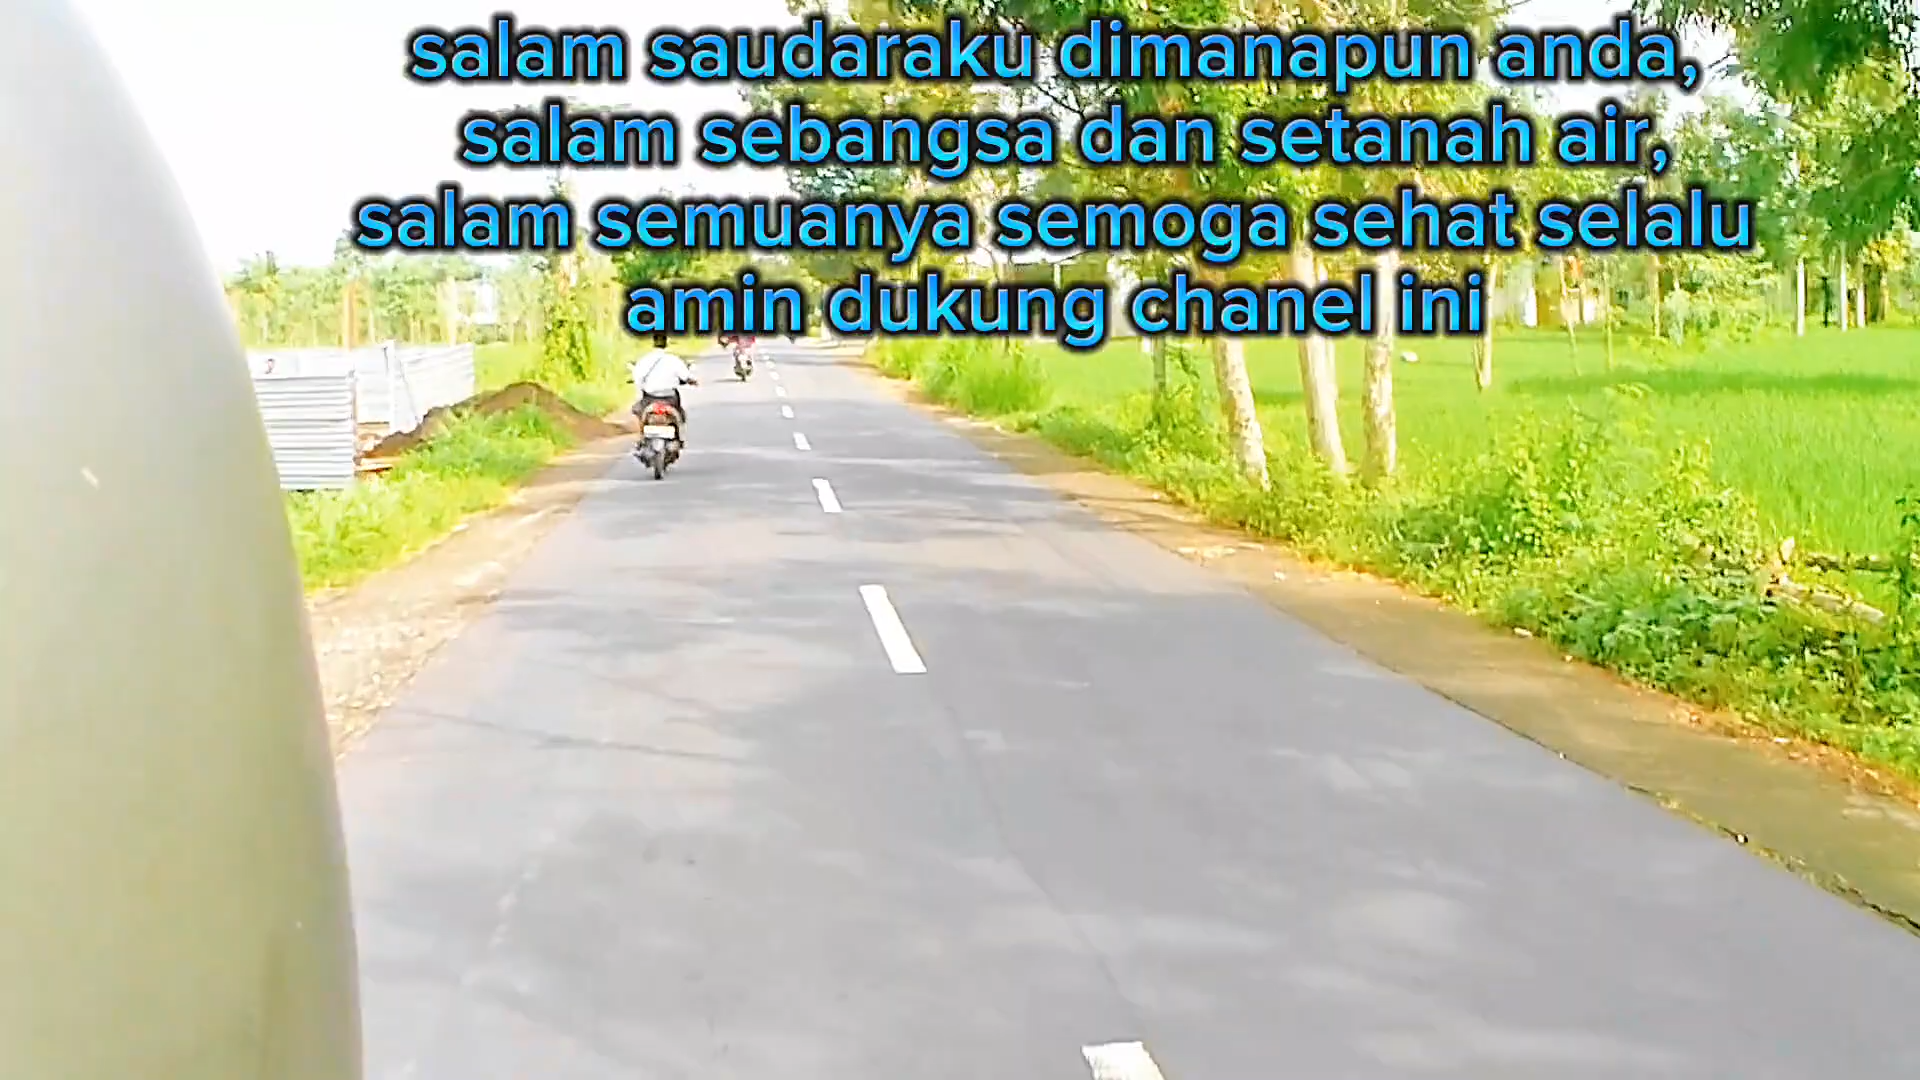 salam saudaraku dimanapun anda,
salam sebangsa dan setanah air,
salam semuanya semoga sehat selalu
amin dukung chanel ini